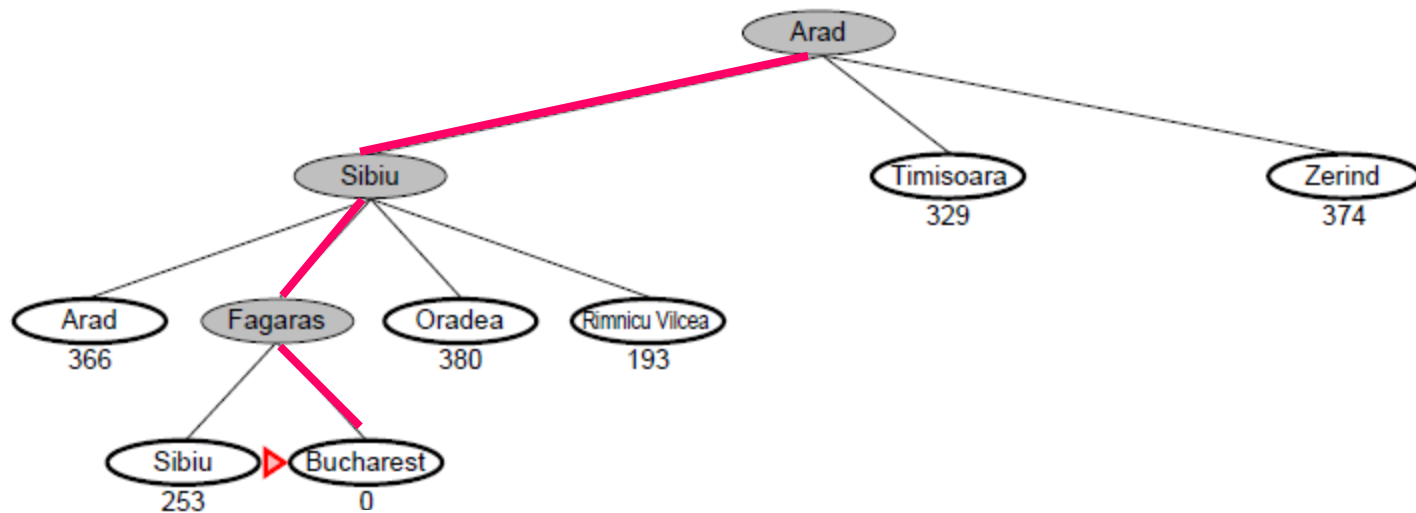 Arad
Sibiu
Timisoara
Zerind
329
374
Arad
Fagaras
Oradea
Rimnicu Vilcea
366
380
193
Sibiu
Bucharest
253
0